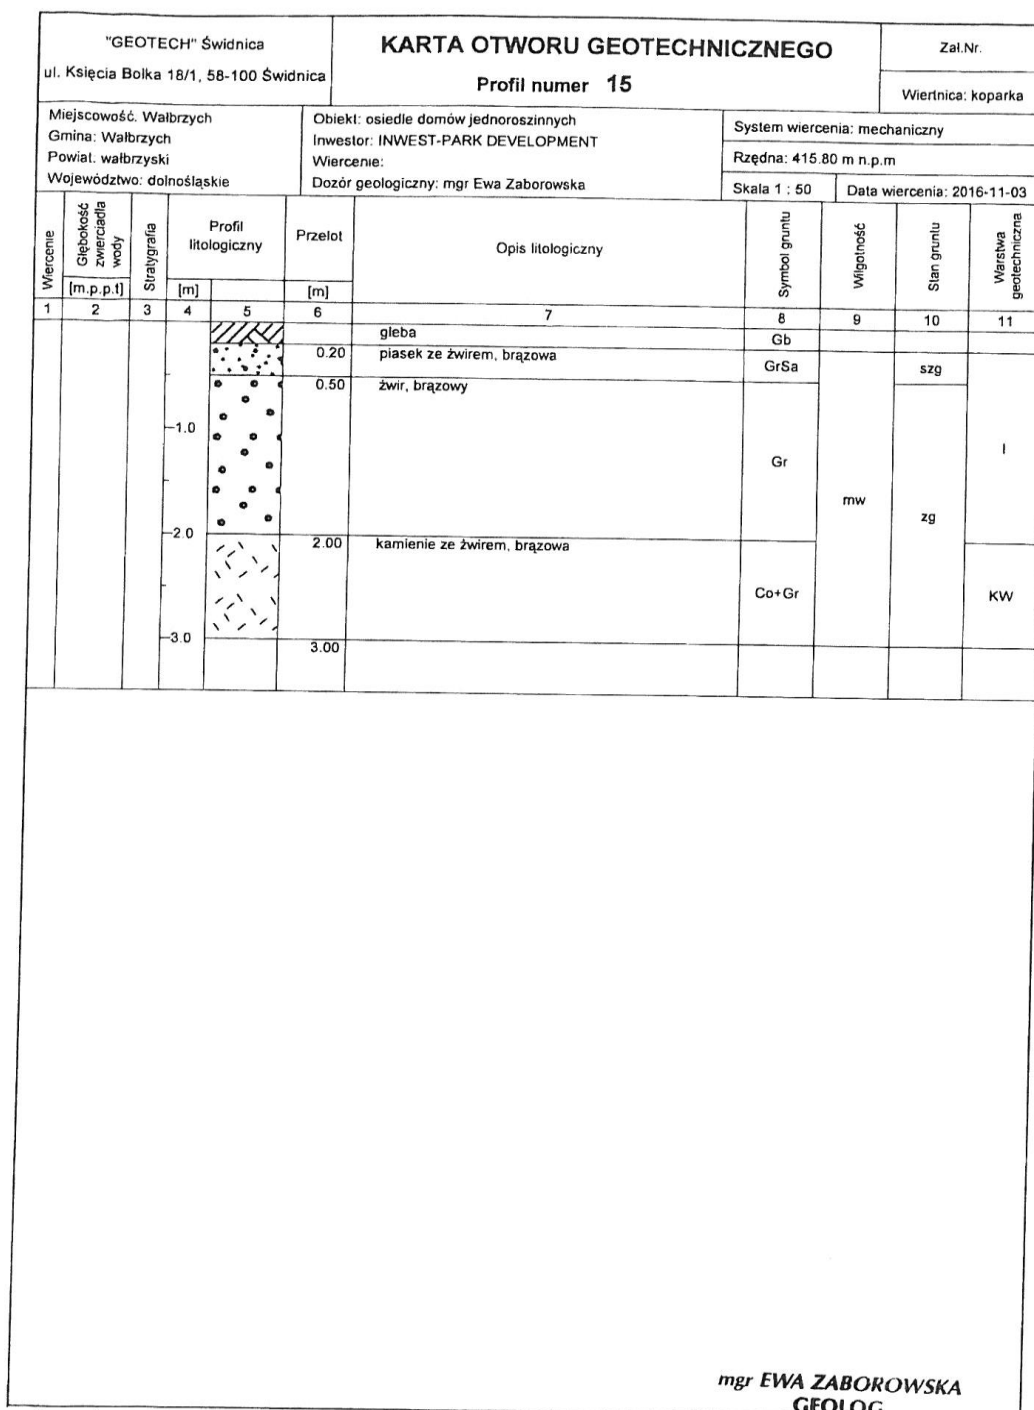 "GEOTECH" Świdnica
ul. Księcia Bolka 18/1, 58-100 Świdnica
KARTA OTWORU GEOTECHNICZNEGO
Profil numer 15
Zał.Nr.
Wiertnica: koparka
Miejscowość. Wałbrzych
Gmina: Wałbrzych
Powiat. wałbrzyski
Województwo: dolnośląskie
Obiekt: osiedle domów jednoroszinnych
Inwestor: INWEST-PARK DEVELOPMENT
Wiercenie:
Dozór geologiczny: mgr Ewa Zaborowska
System wiercenia: mechaniczny
Rzędna: 415.80 m n.p.m
Skala 1 : 50
Data wiercenia: 2016-11-03
Wiercenie
Głębokość
zwierciadła
wody
[m.p.p.t]
Stratygrafia
Profil
litologiczny
[m]
Przelot
[m]
Opis litologiczny
Symbol gruntu
Wilgotność
Stan gruntu
Warstwa
geotechniczna
1 2 3 4 5 6 7 8 9 10 11
gleba Gb
0.20 piasek ze żwirem, brązowa GrSa szg
0.50 żwir, brązowy
1.0
Gr I
mw zg
2.0
2.00 kamienie ze żwirem, brązowa
Co+Gr KW
3.0
3.00
mgr EWA ZABOROWSKA
GEOLOG